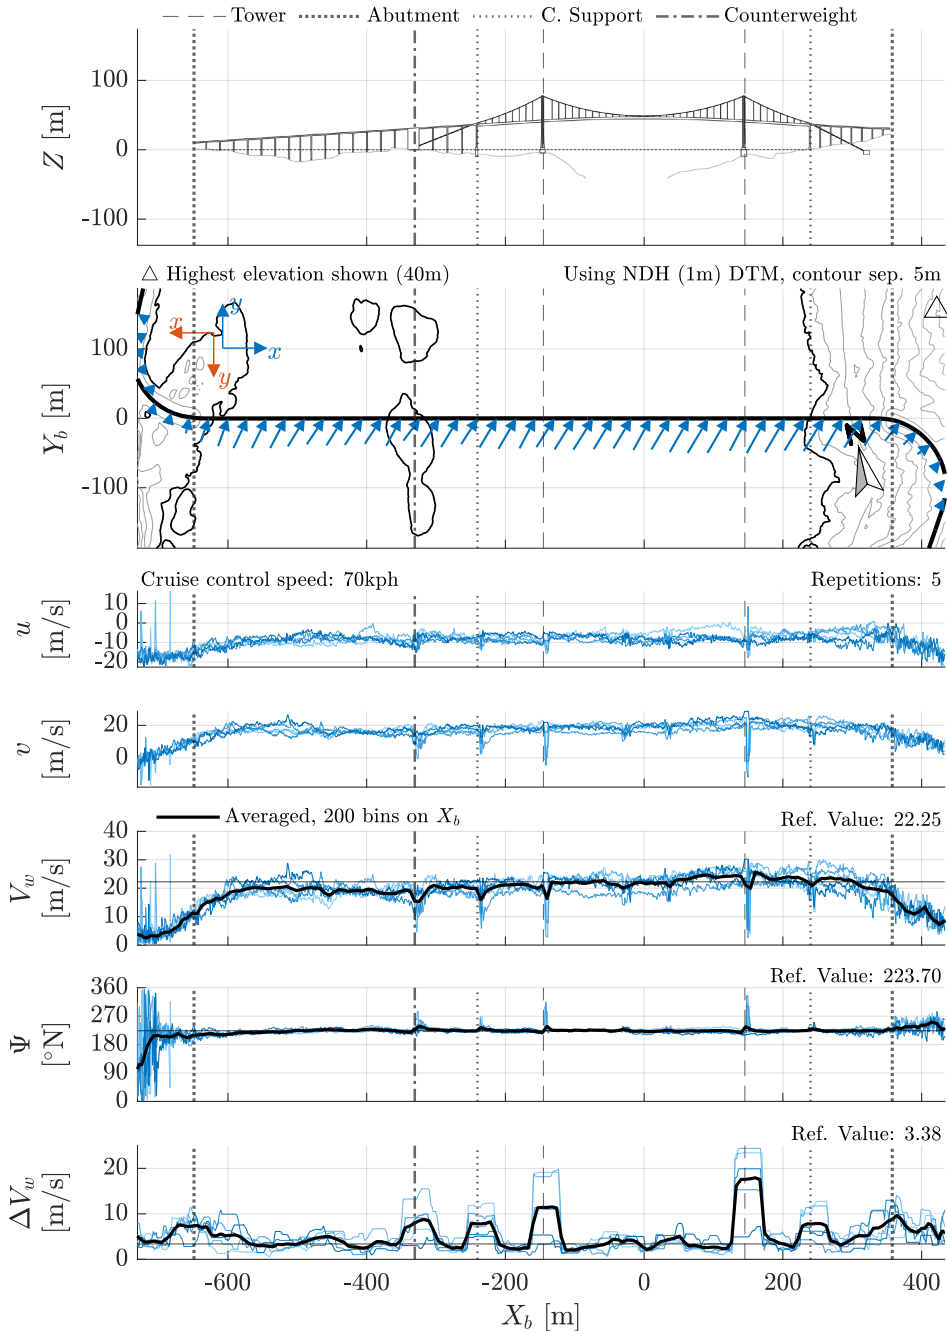 Tower Abutment C. Support Counterweight
100
0
-100
Z [m]
△ Highest elevation shown (40m) Using NDH (1m) DTM, contour sep. 5m
100
0
-100
Y_b [m]
x y x y
N
Cruise control speed: 70kph Repetitions: 5
10
0
-10
-20
u [m/s]
20
0
v [m/s]
Averaged, 200 bins on X_b Ref. Value: 22.25
40
30
20
10
0
V_w [m/s]
Ref. Value: 223.70
360
270
180
90
0
Ψ [°N]
Ref. Value: 3.38
20
10
0
ΔV_w [m/s]
-600 -400 -200 0 200 400
X_b [m]